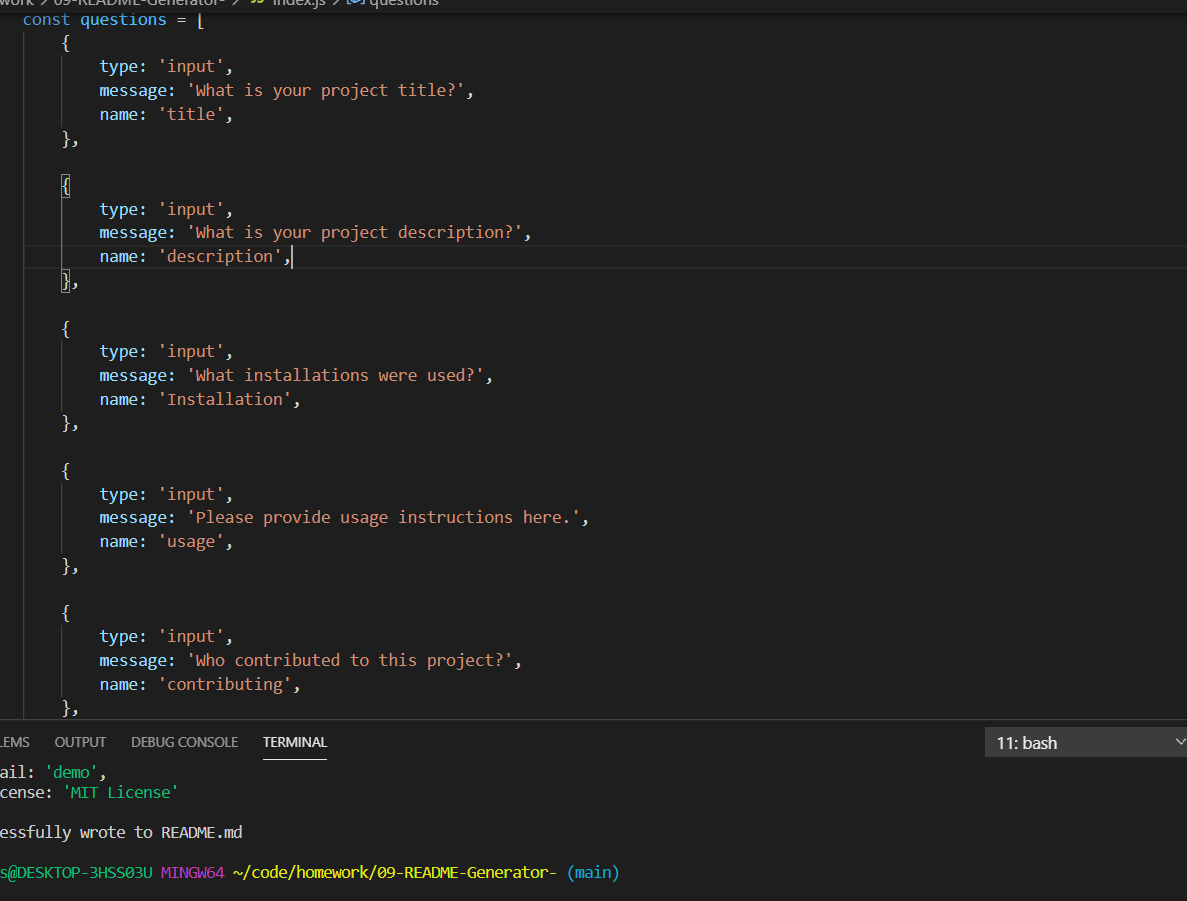 work > 09-README-Generator- > JS index.js > questions
const questions = [
{
type: 'input',
message: 'What is your project title?',
name: 'title',
},
{
type: 'input',
message: 'What is your project description?',
name: 'description',
},
{
type: 'input',
message: 'What installations were used?',
name: 'Installation',
},
{
type: 'input',
message: 'Please provide usage instructions here.',
name: 'usage',
},
{
type: 'input',
message: 'Who contributed to this project?',
name: 'contributing',
},
LEMS OUTPUT DEBUG CONSOLE TERMINAL 11: bash
ail: 'demo',
cense: 'MIT License'
essfully wrote to README.md
s@DESKTOP-3HSS03U MINGW64 ~/code/homework/09-README-Generator- (main)